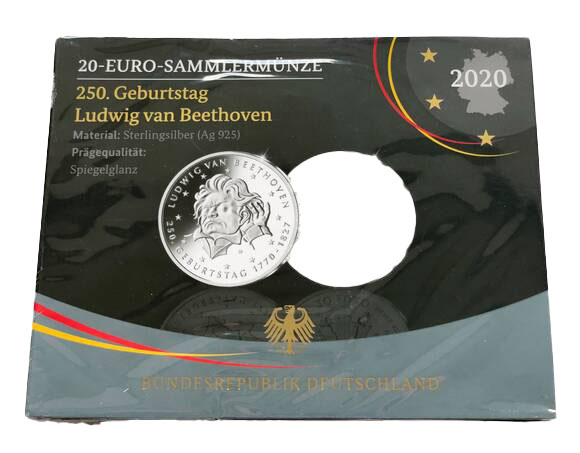 20-EURO-SAMMLERMÜNZE
250. Geburtstag
Ludwig van Beethoven
Material: Sterlingsilber (Ag 925)
Prägequalität:
Spiegelglanz
2020
LUDWIG VAN BEETHOVEN
250. GEBURTSTAG 1770-1827
BUNDESREPUBLIK DEUTSCHLAND